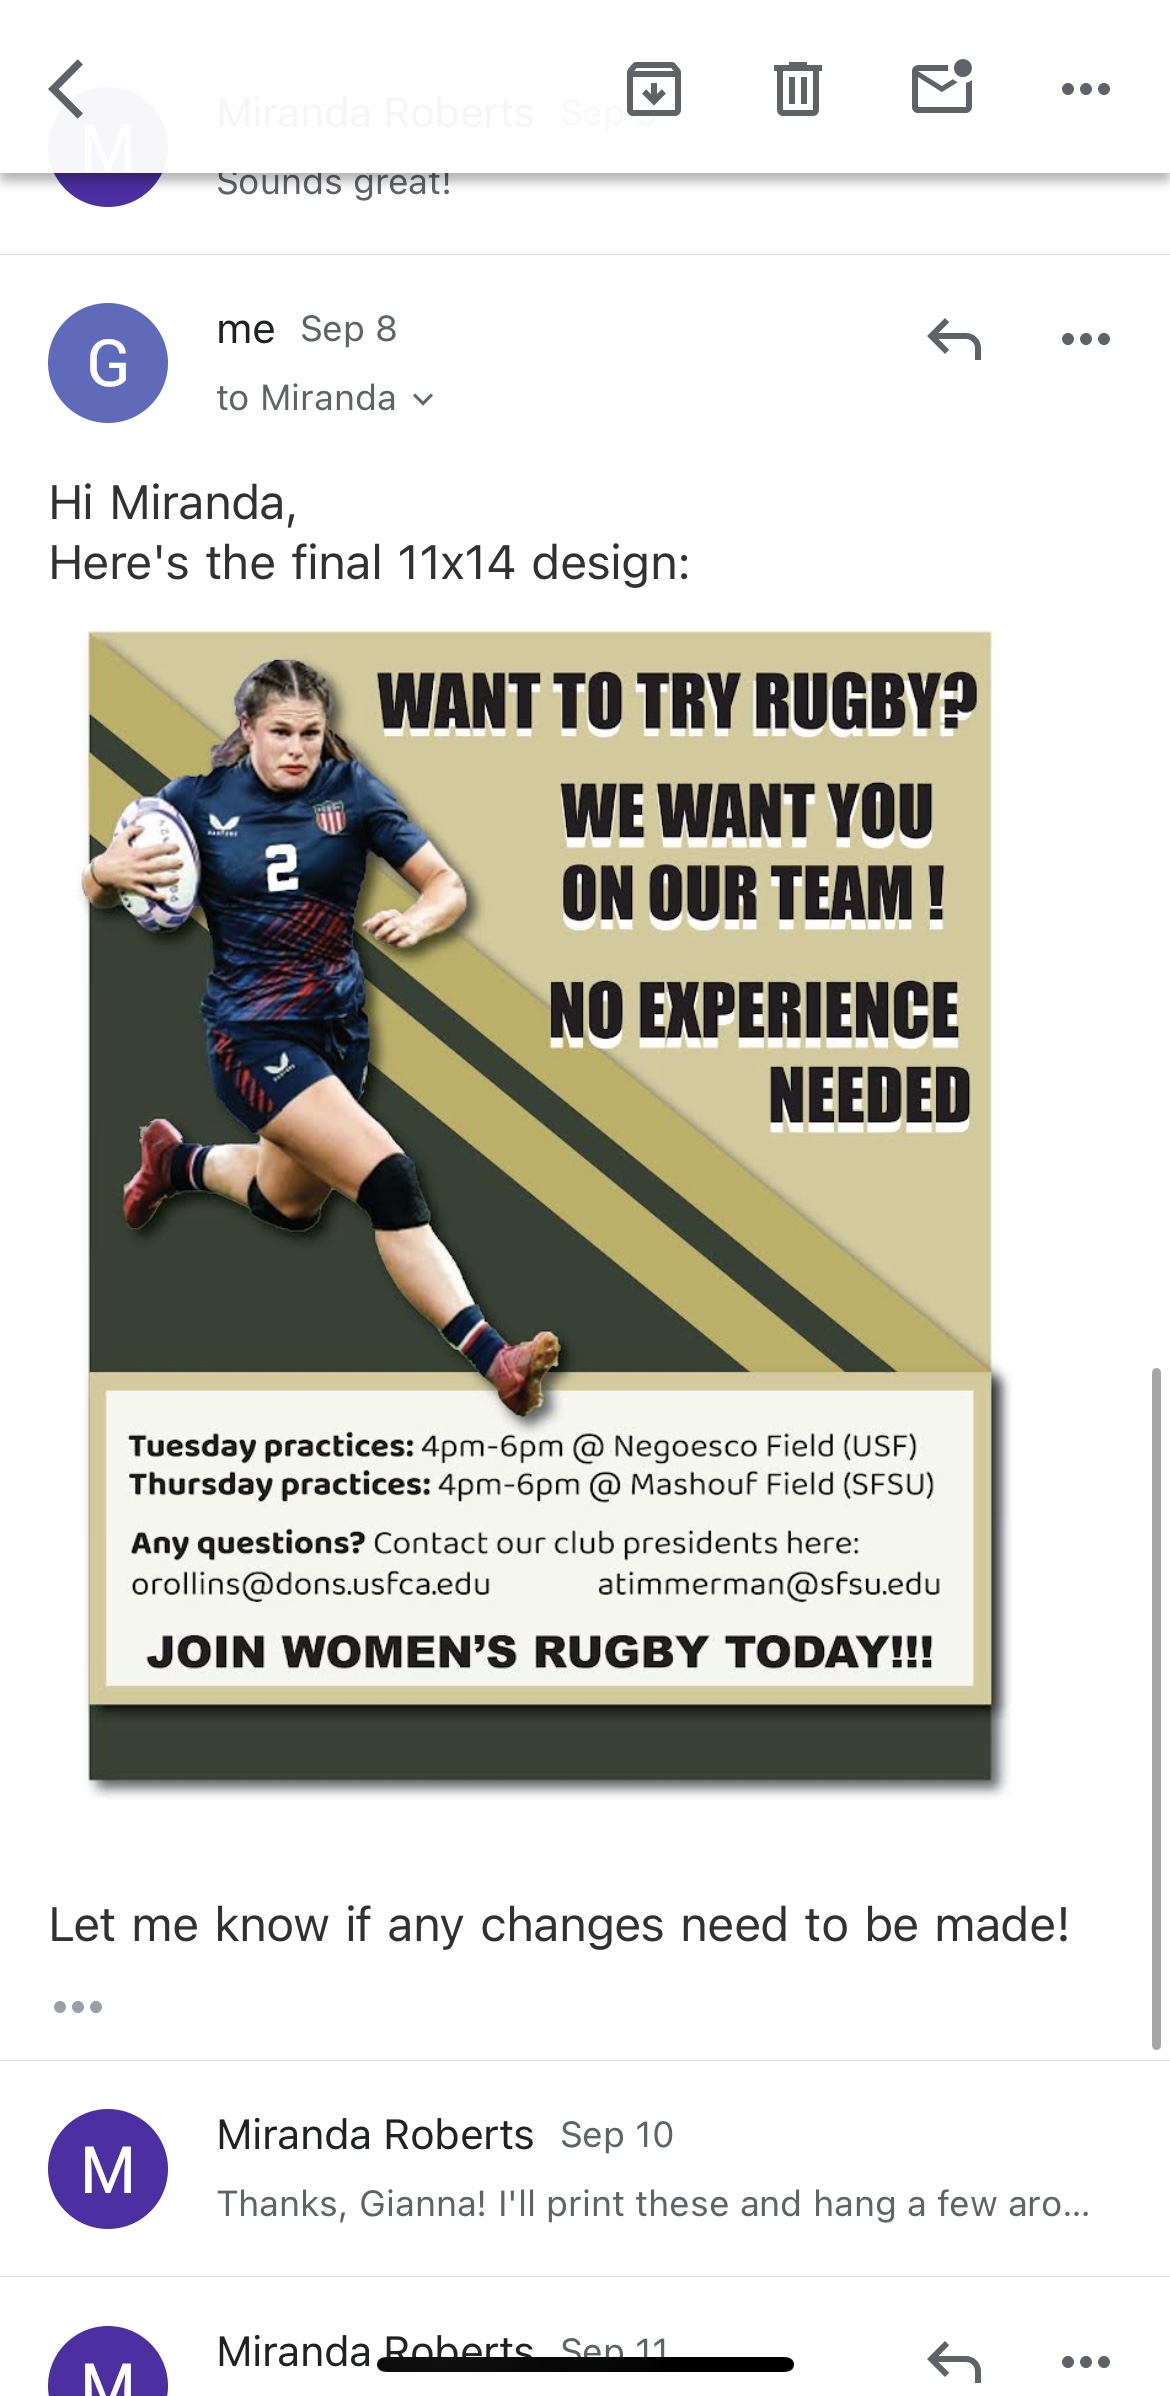 Miranda Roberts Sep
M
Sounds great!
G
me Sep 8
to Miranda
Hi Miranda,
Here's the final 11x14 design:
WANT TO TRY RUGBY?
WE WANT YOU
ON OUR TEAM !
NO EXPERIENCE
NEEDED
2
Tuesday practices: 4pm-6pm @ Negoesco Field (USF)
Thursday practices: 4pm-6pm @ Mashouf Field (SFSU)
Any questions? Contact our club presidents here:
orollins@dons.usfca.edu atimmerman@sfsu.edu
JOIN WOMEN'S RUGBY TODAY!!!
Let me know if any changes need to be made!
M
Miranda Roberts Sep 10
Thanks, Gianna! I'll print these and hang a few aro...
M
Miranda Roberts Sep 11